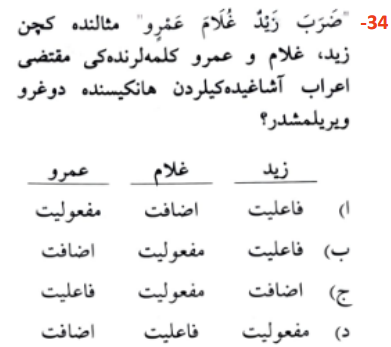 34- "ضَرَبَ زَيْدٌ غُلَامَ عَمْرٍو" مثالنده كچن
زيد، غلام و عمرو كلمه‌لرنده‌كى مقتضى
اعراب آشاغيده‌كيلردن هانكيسنده دوغرو
ويريلمشدر؟
زيد غلام عمرو
ا) فاعليت اضافت مفعوليت
ب) فاعليت مفعوليت اضافت
ج) اضافت مفعوليت فاعليت
د) مفعوليت فاعليت اضافت